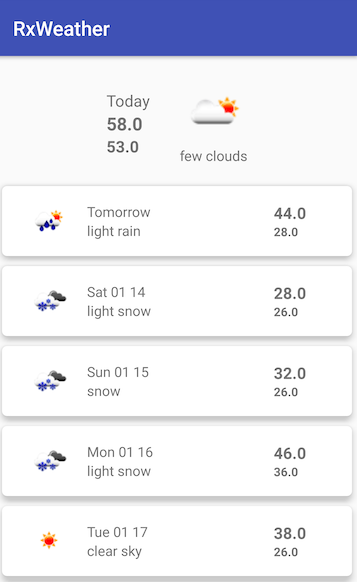 RxWeather
Today
58.0
53.0
few clouds
Tomorrow 44.0
light rain 28.0
Sat 01 14 28.0
light snow 26.0
Sun 01 15 32.0
snow 26.0
Mon 01 16 46.0
light snow 36.0
Tue 01 17 38.0
clear sky 26.0